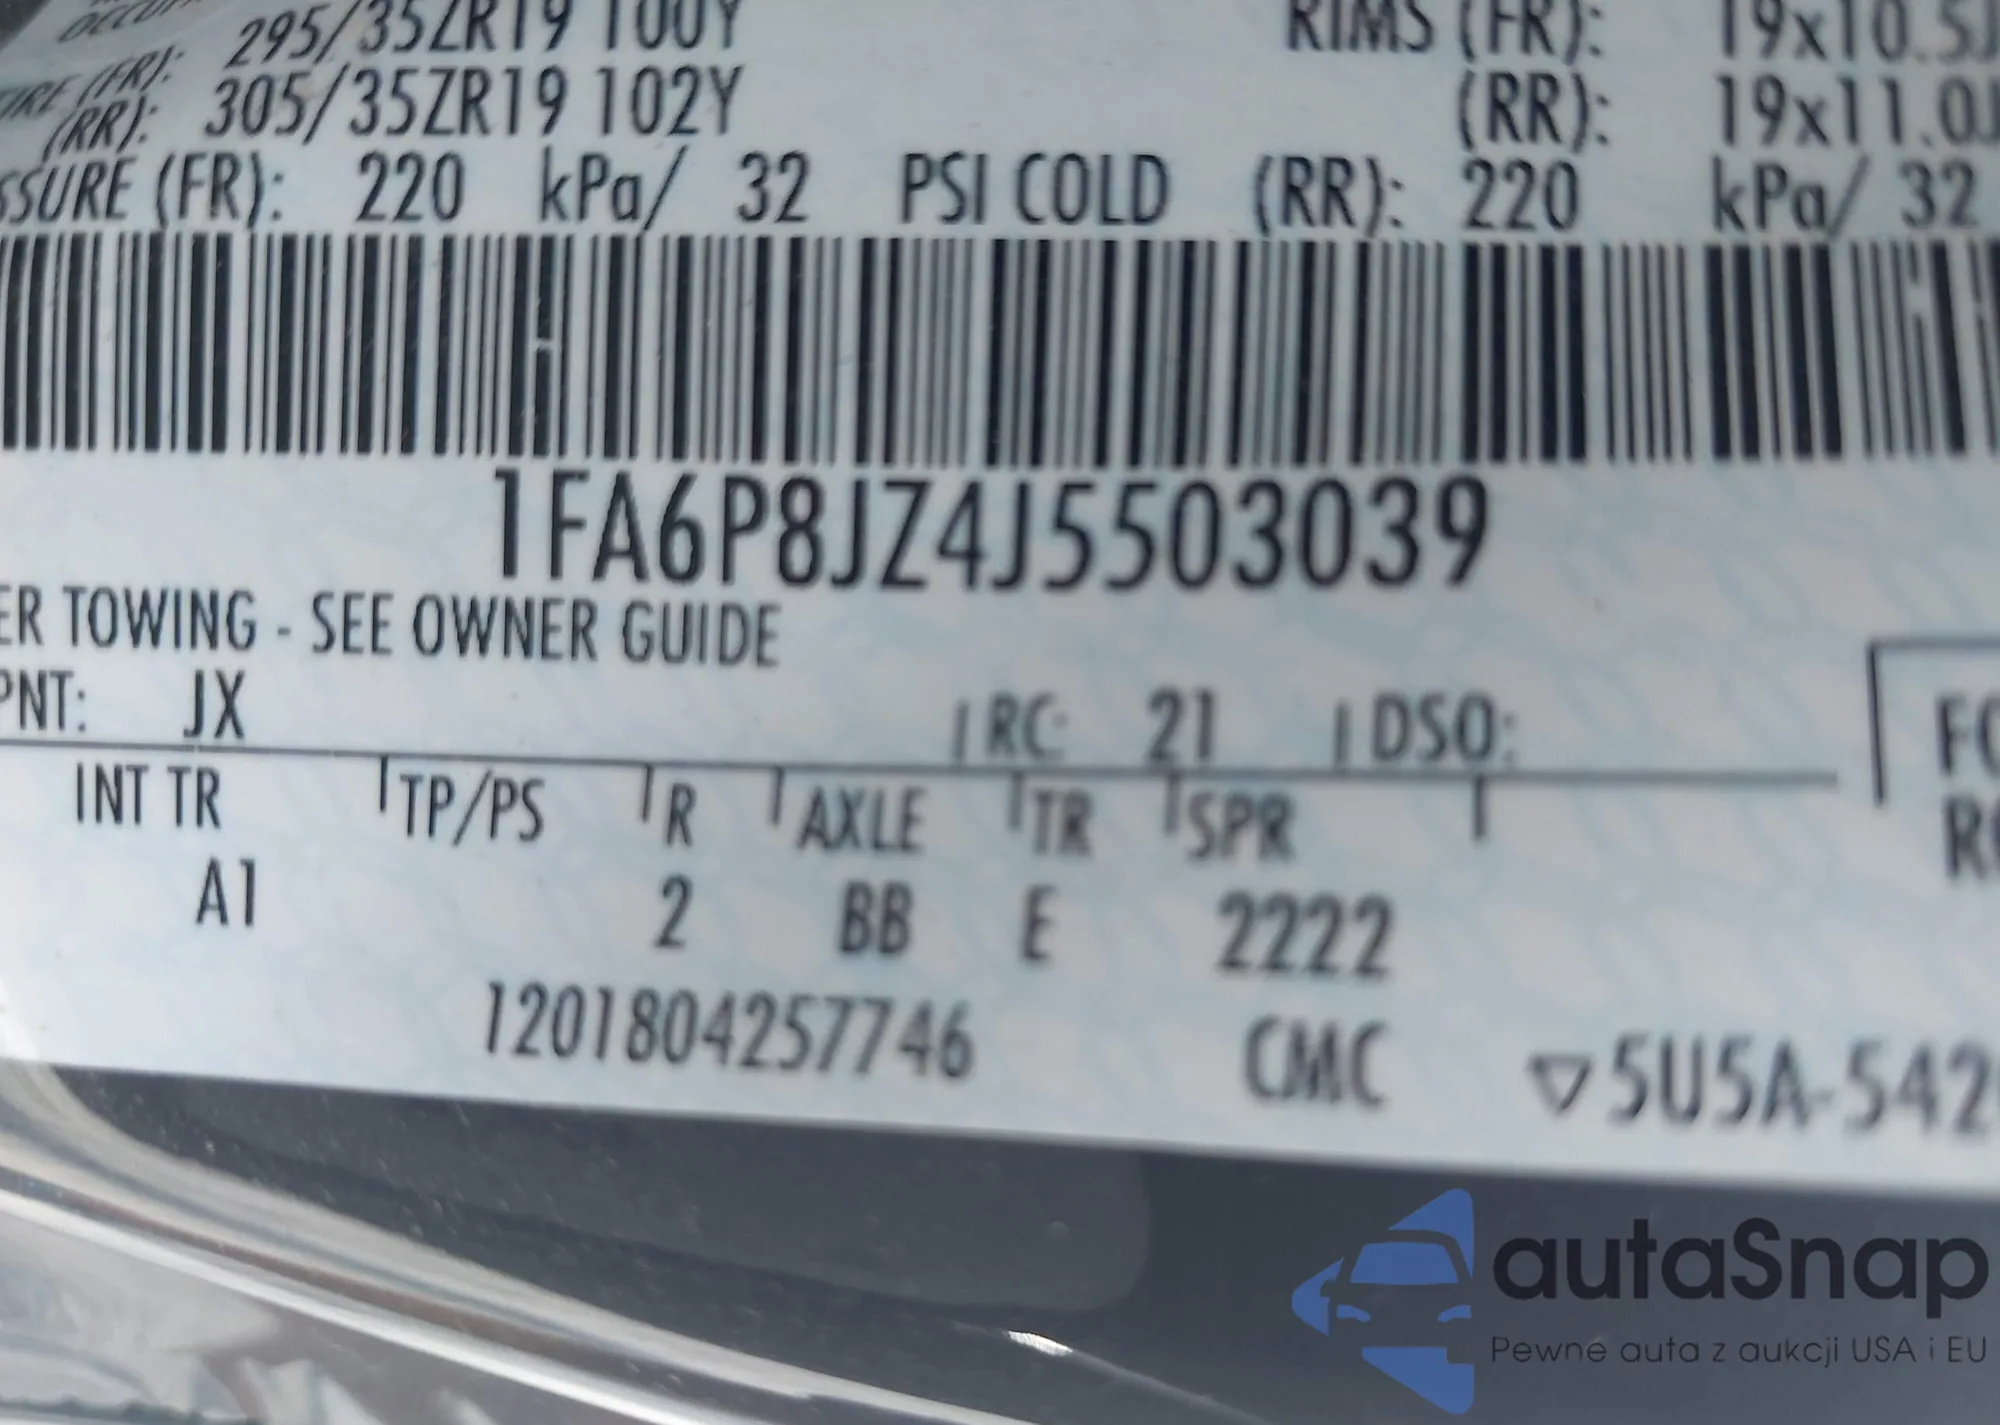 295/35ZR19 100Y RIMS (FR): 19x10.5J
(RR): 305/35ZR19 102Y (RR): 19x11.0J
SSURE (FR): 220 kPa/ 32 PSI COLD (RR): 220 kPa/ 32
1FA6P8JZ4J5503039
ER TOWING - SEE OWNER GUIDE
PNT: JX RC: 21 DSO:
INT TR TP/PS R AXLE TR SPR
A1 2 BB E 2222
1201804257746 CMC ▽5U5A-542
autaSnap
Pewne auta z aukcji USA i EU